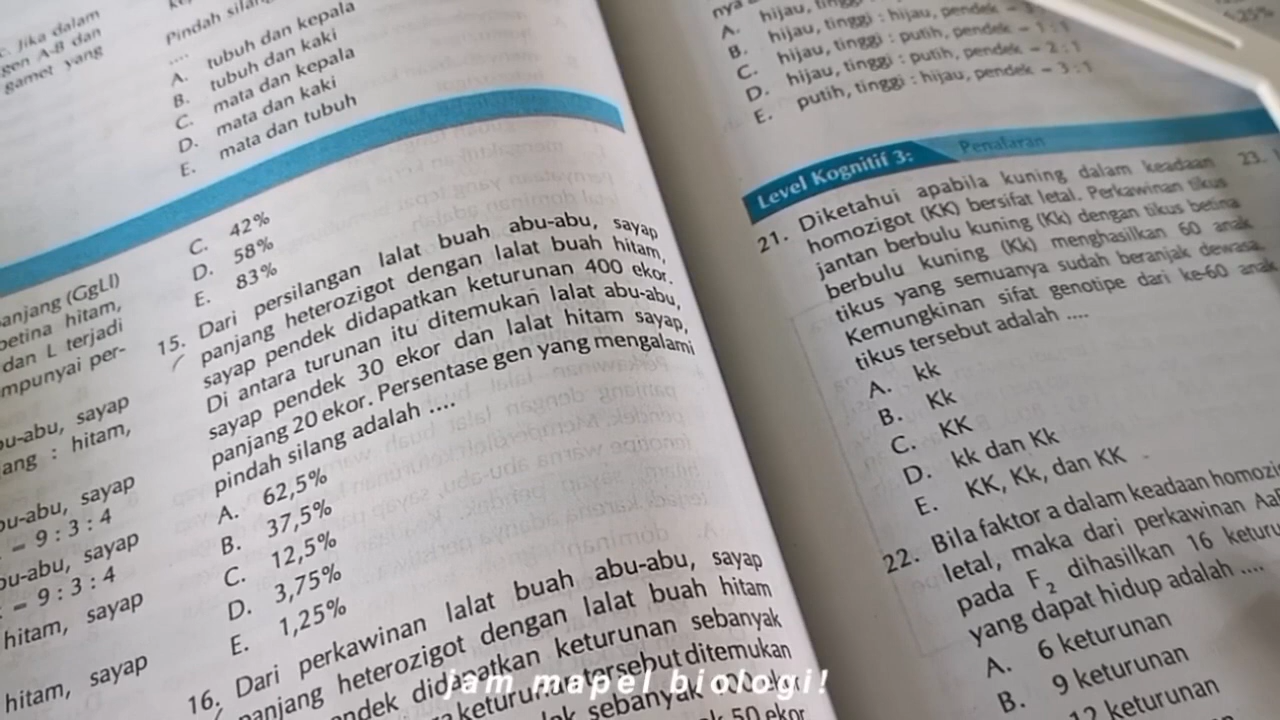 c. Jika dalam
gen A-B dan
gamet yang
Pindah
....
A. tubuh dan kepala
B. tubuh dan kaki
C. mata dan kepala
D. mata dan kaki
E. mata dan tubuh
anjang (GgLl)
betina hitam,
dan L terjadi
mpunyai per-
bu-abu, sayap
ang : hitam,
bu-abu, sayap
– 9 : 3 : 4
bu-abu, sayap
– 9 : 3 : 4
hitam, sayap
hitam, sayap
C. 42%
D. 58%
E. 83%
15. Dari persilangan lalat buah abu-abu, sayap
panjang heterozigot dengan lalat buah hitam,
sayap pendek didapatkan keturunan 400 ekor.
Di antara turunan itu ditemukan lalat abu-abu,
sayap pendek 30 ekor dan lalat hitam sayap,
panjang 20 ekor. Persentase gen yang mengalami
pindah silang adalah ....
A. 62,5%
B. 37,5%
C. 12,5%
D. 3,75%
E. 1,25%
16. Dari perkawinan lalat buah abu-abu, sayap
panjang heterozigot dengan lalat buah hitam
didapatkan keturunan sebanyak
keturunan tersebut ditemukan
sebanyak
50 ekor
A. hijau,
B. hijau, tinggi : hijau, pendek –
C. hijau, tinggi : putih, pendek – 1 : 1
D. hijau, tinggi : putih, pendek – 2 : 1
E. putih, tinggi : hijau, pendek – 3 : 1
Level Kognitif 3: Penalaran
21. Diketahui apabila kuning dalam keadaan
homozigot (KK) bersifat letal. Perkawinan tikus
jantan berbulu kuning (Kk) dengan tikus betina
berbulu kuning (Kk) menghasilkan 60 anak
tikus yang semuanya sudah beranjak dewasa.
Kemungkinan sifat genotipe dari ke-60 anak
tikus tersebut adalah ....
A. kk
B. Kk
C. KK
D. kk dan Kk
E. KK, Kk, dan KK
22. Bila faktor a dalam keadaan homozi
letal, maka dari perkawinan Aa
pada F2 dihasilkan 16 keturu
yang dapat hidup adalah ....
A. 6 keturunan
B. 9 keturunan
12 keturunan
23.
jam mapel biologi!